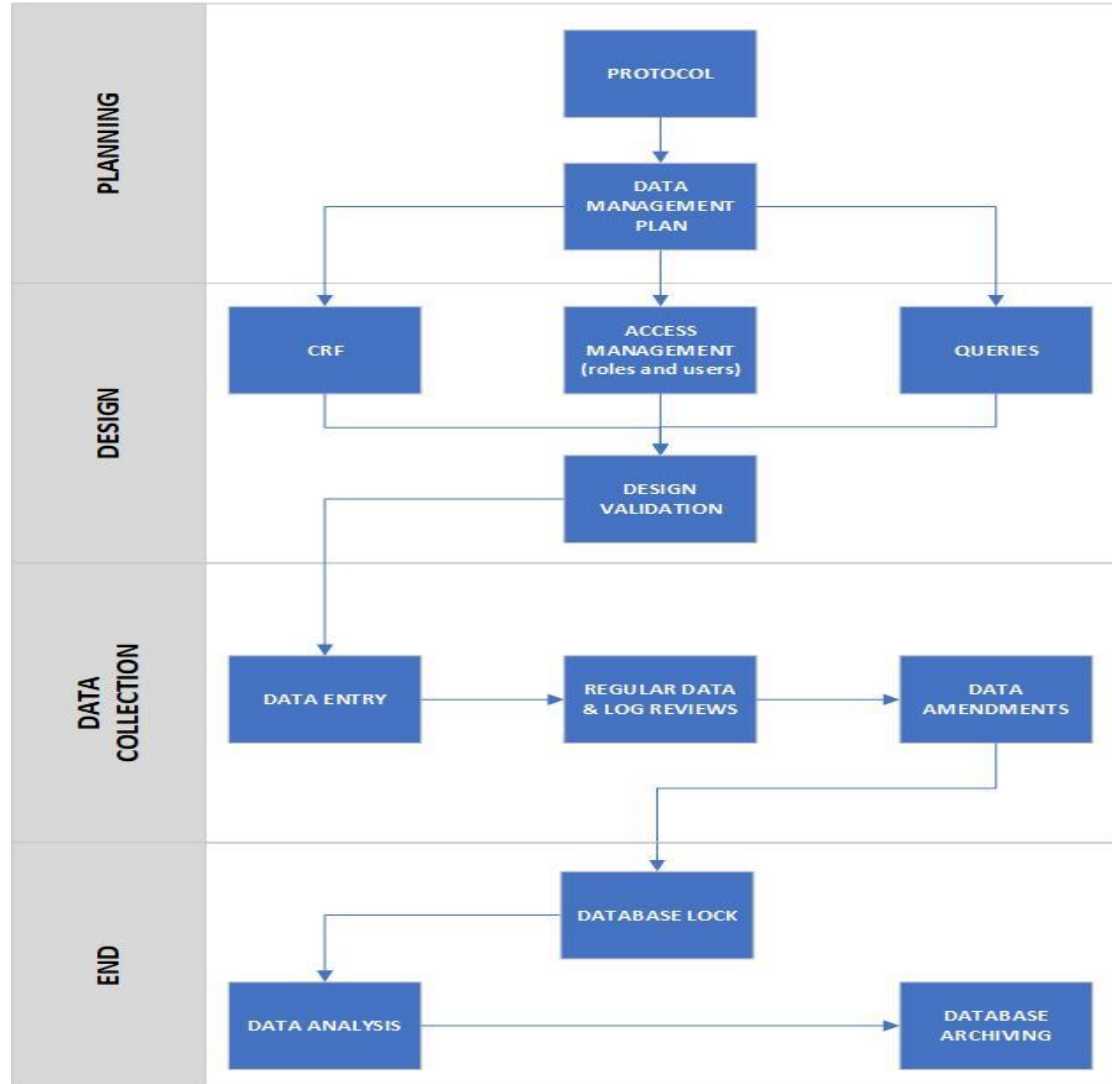 PLANNING
PROTOCOL
DATA
MANAGEMENT
PLAN
DESIGN
CRF
ACCESS
MANAGEMENT
(roles and users)
QUERIES
DESIGN
VALIDATION
DATA
COLLECTION
DATA ENTRY
REGULAR DATA
& LOG REVIEWS
DATA
AMENDMENTS
END
DATABASE LOCK
DATA ANALYSIS
DATABASE
ARCHIVING